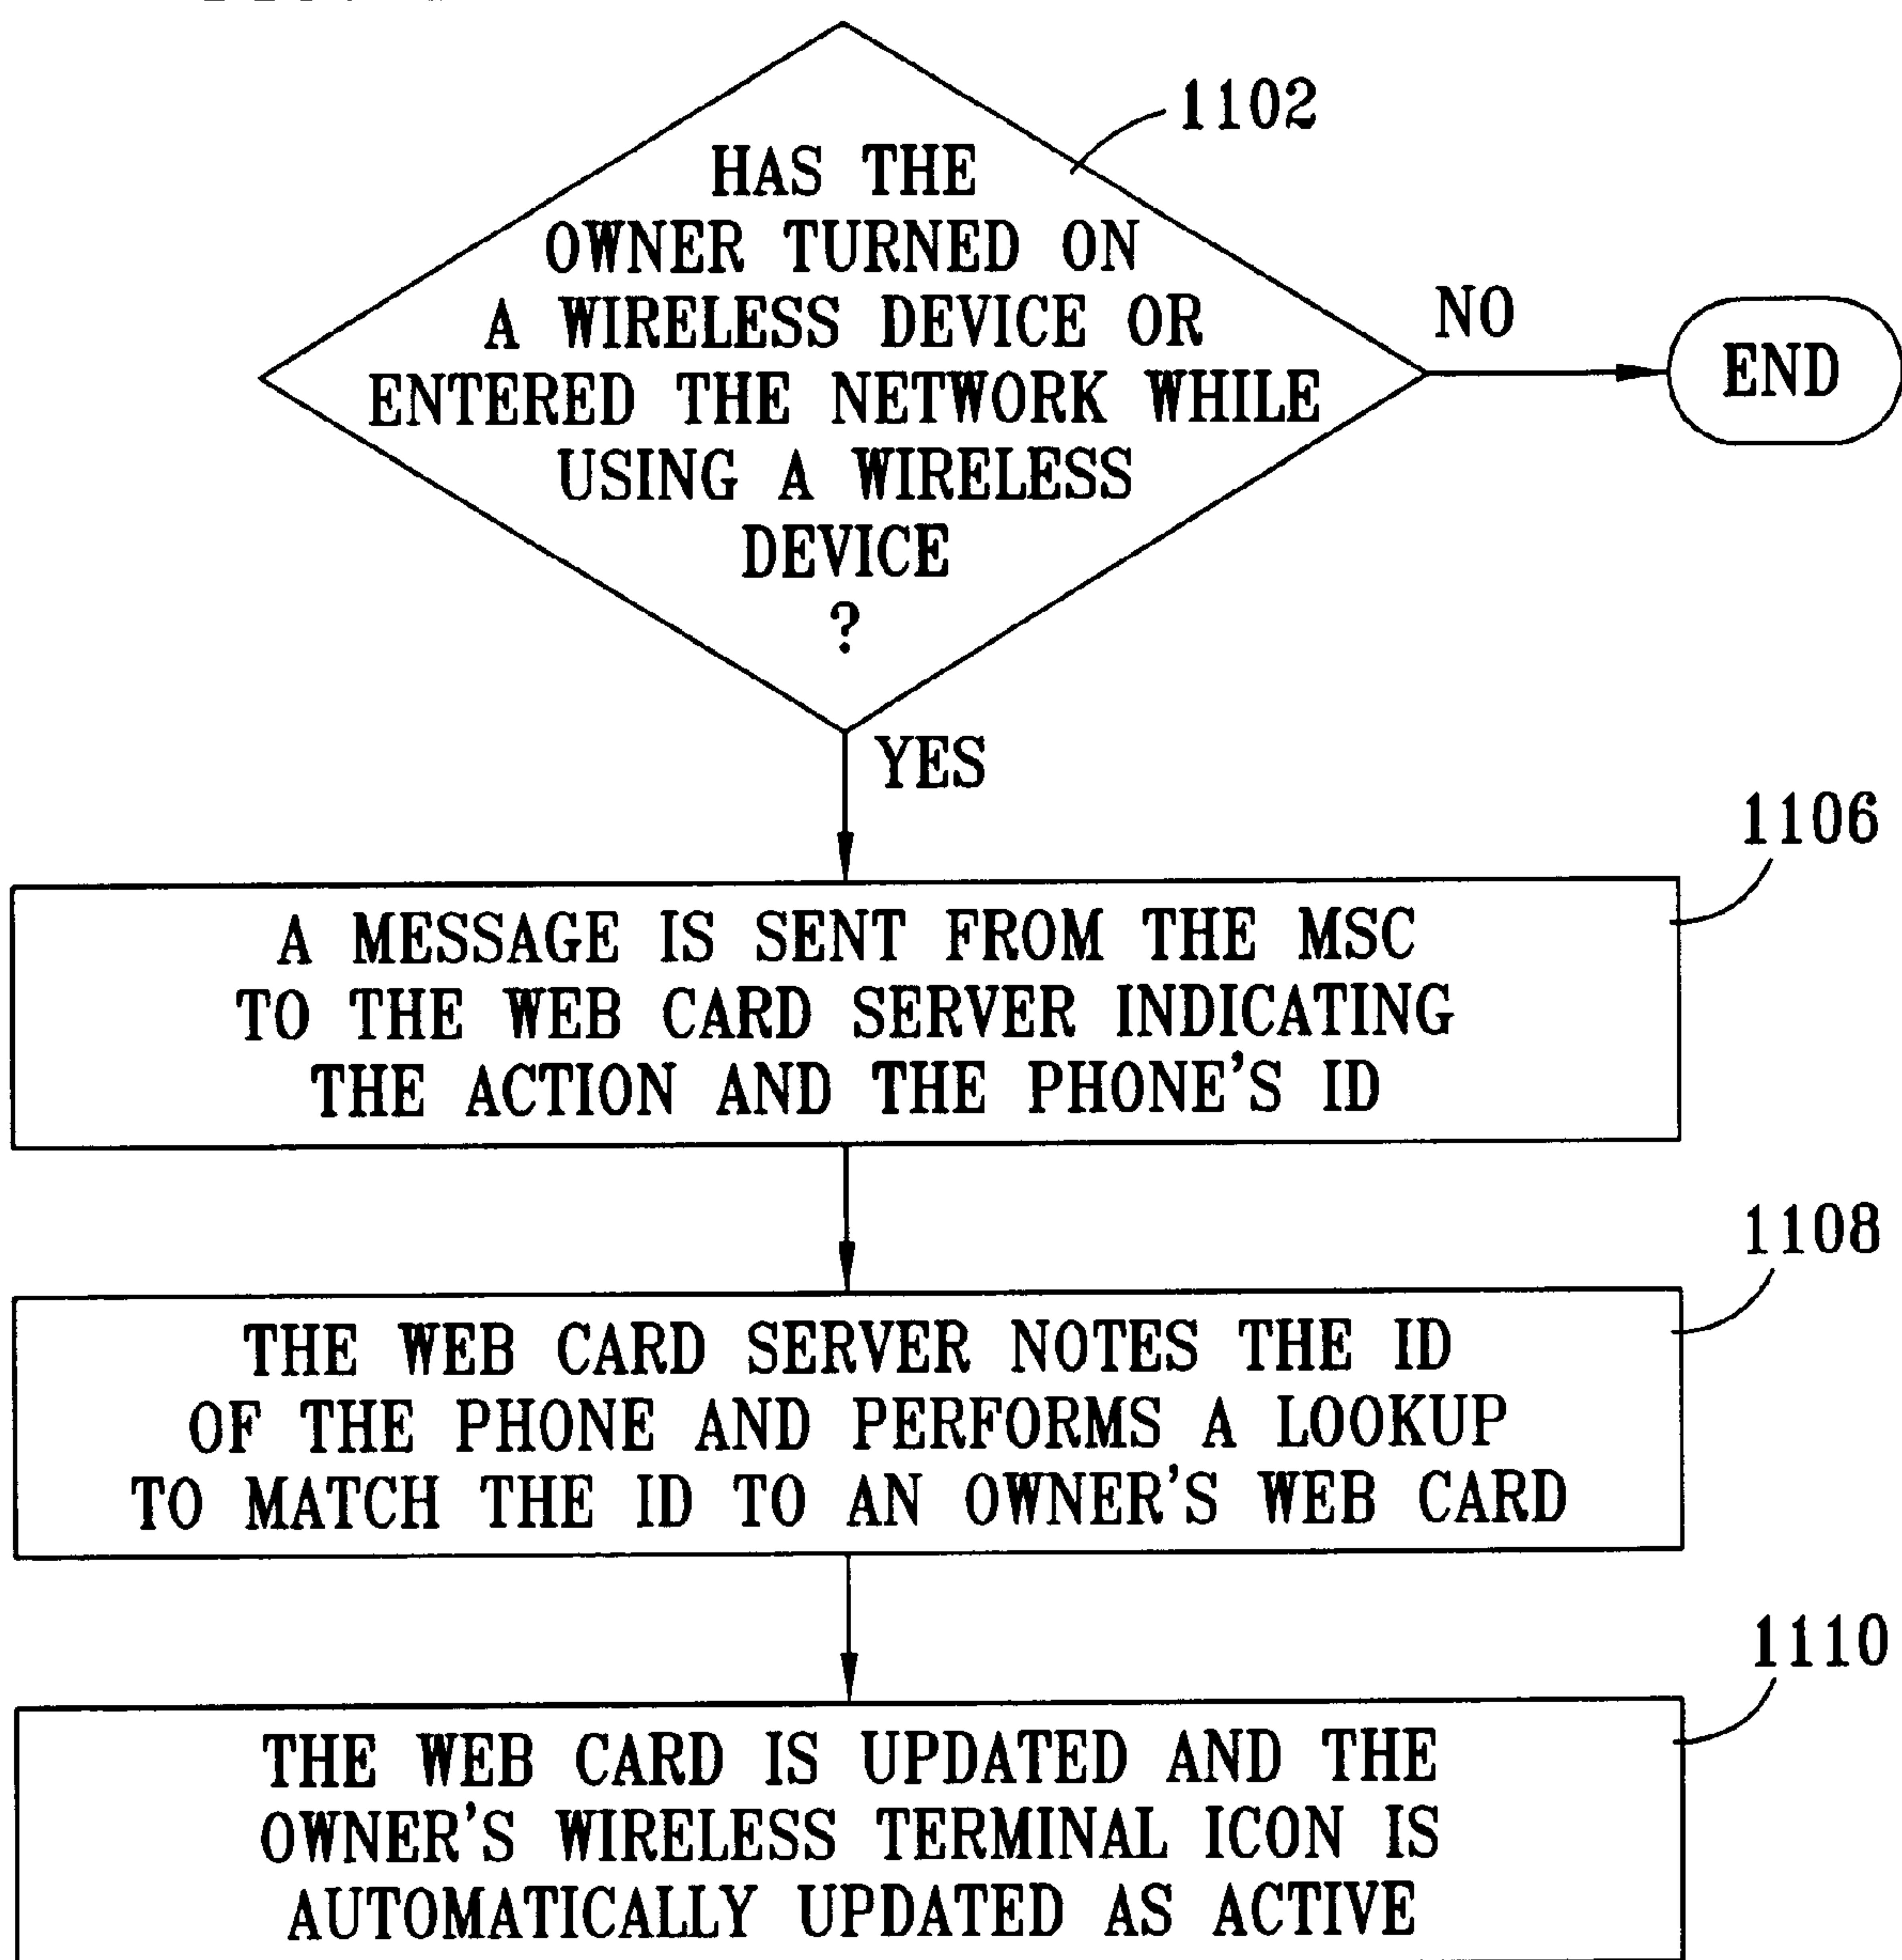 1102
HAS THE
OWNER TURNED ON
A WIRELESS DEVICE OR
ENTERED THE NETWORK WHILE
USING A WIRELESS
DEVICE
?
NO
END
YES
1106
A MESSAGE IS SENT FROM THE MSC
TO THE WEB CARD SERVER INDICATING
THE ACTION AND THE PHONE'S ID
1108
THE WEB CARD SERVER NOTES THE ID
OF THE PHONE AND PERFORMS A LOOKUP
TO MATCH THE ID TO AN OWNER'S WEB CARD
1110
THE WEB CARD IS UPDATED AND THE
OWNER'S WIRELESS TERMINAL ICON IS
AUTOMATICALLY UPDATED AS ACTIVE